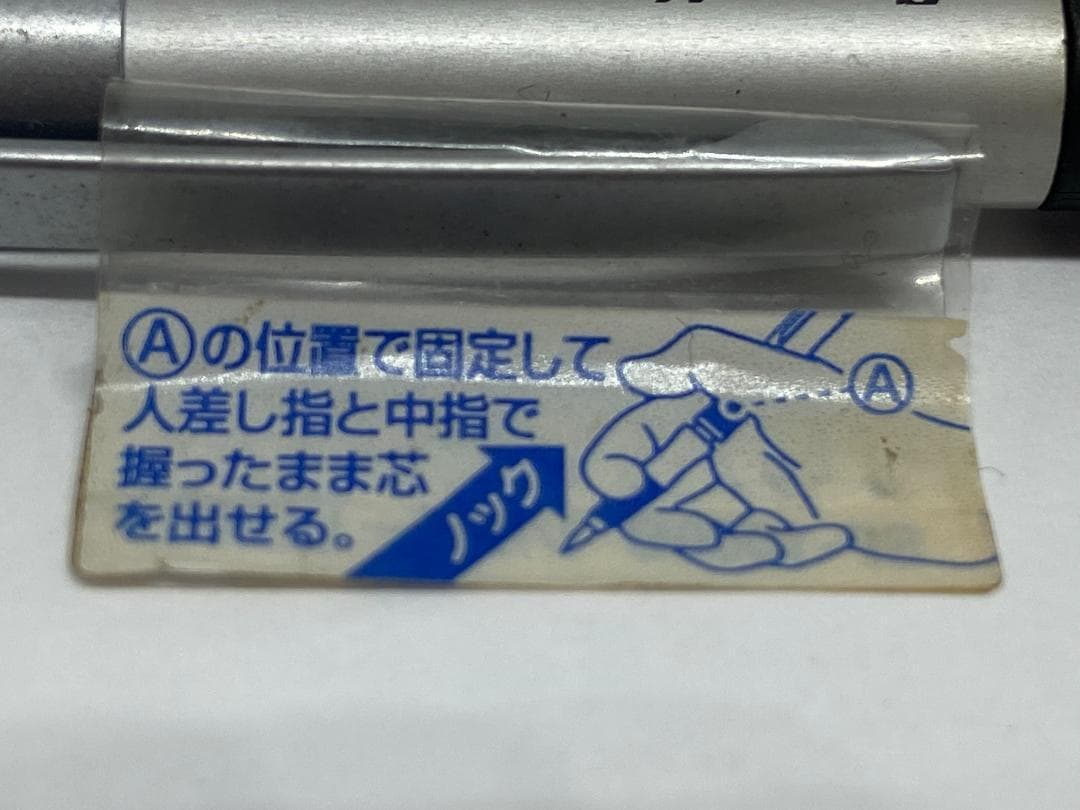 Ⓐの位置で固定して
人差し指と中指で
握ったまま芯
を出せる。
ノック
Ⓐ